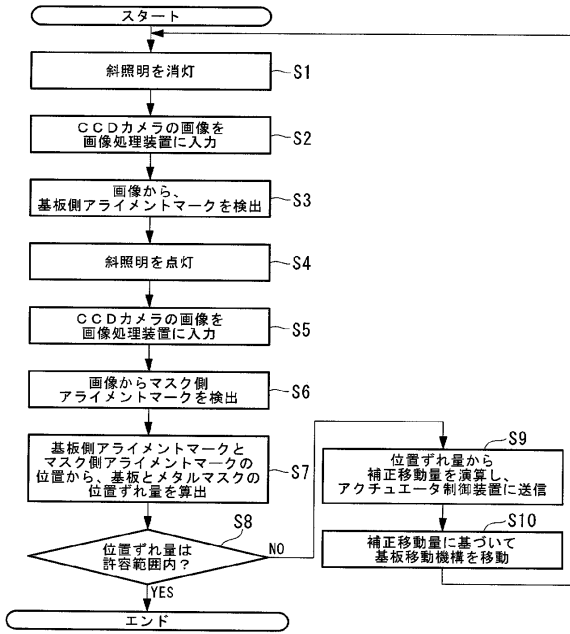 スタート
斜照明を消灯
S1
CCDカメラの画像を
画像処理装置に入力
S2
画像から、
基板側アライメントマークを検出
S3
斜照明を点灯
S4
CCDカメラの画像を
画像処理装置に入力
S5
画像からマスク側
アライメントマークを検出
S6
基板側アライメントマークと
マスク側アライメントマークの
位置から、基板とメタルマスクの
位置ずれ量を算出
S7
S8
位置ずれ量は
許容範囲内?
NO
YES
エンド
S9
位置ずれ量から
補正移動量を演算し、
アクチュエータ制御装置に送信
S10
補正移動量に基づいて
基板移動機構を移動